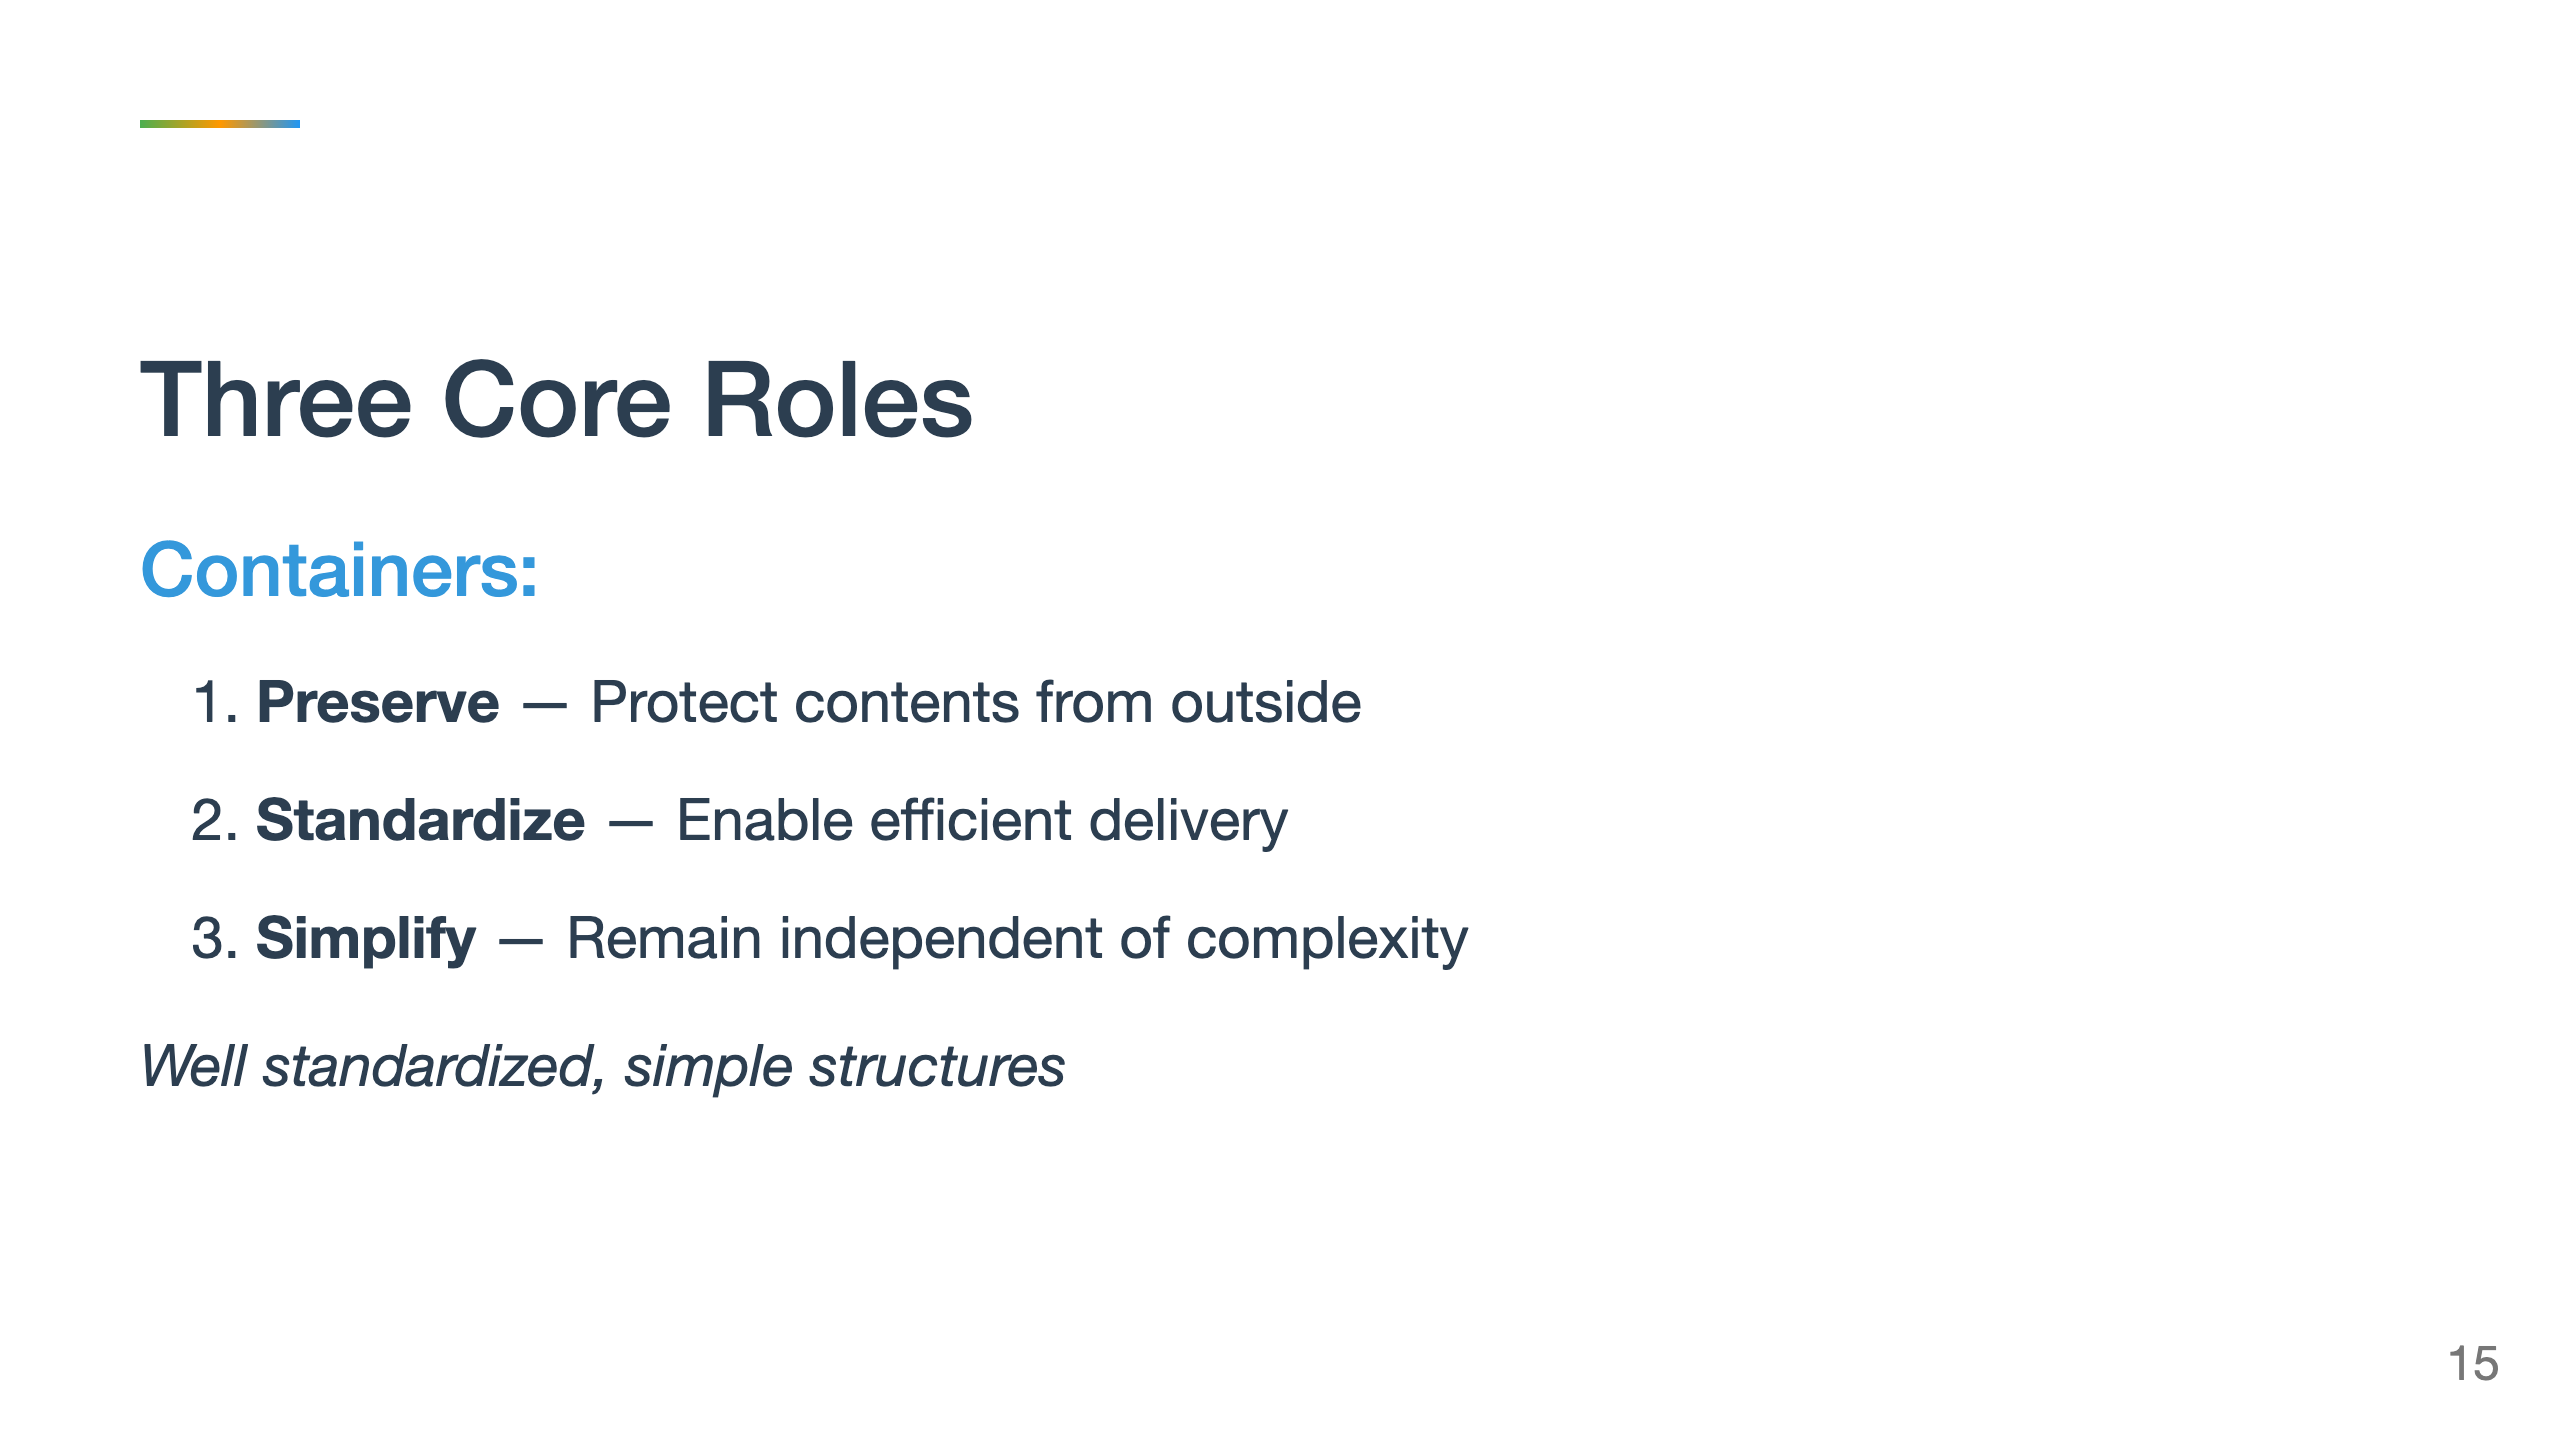 Three Core Roles
Containers:
1. Preserve — Protect contents from outside
2. Standardize — Enable efficient delivery
3. Simplify — Remain independent of complexity
Well standardized, simple structures
15